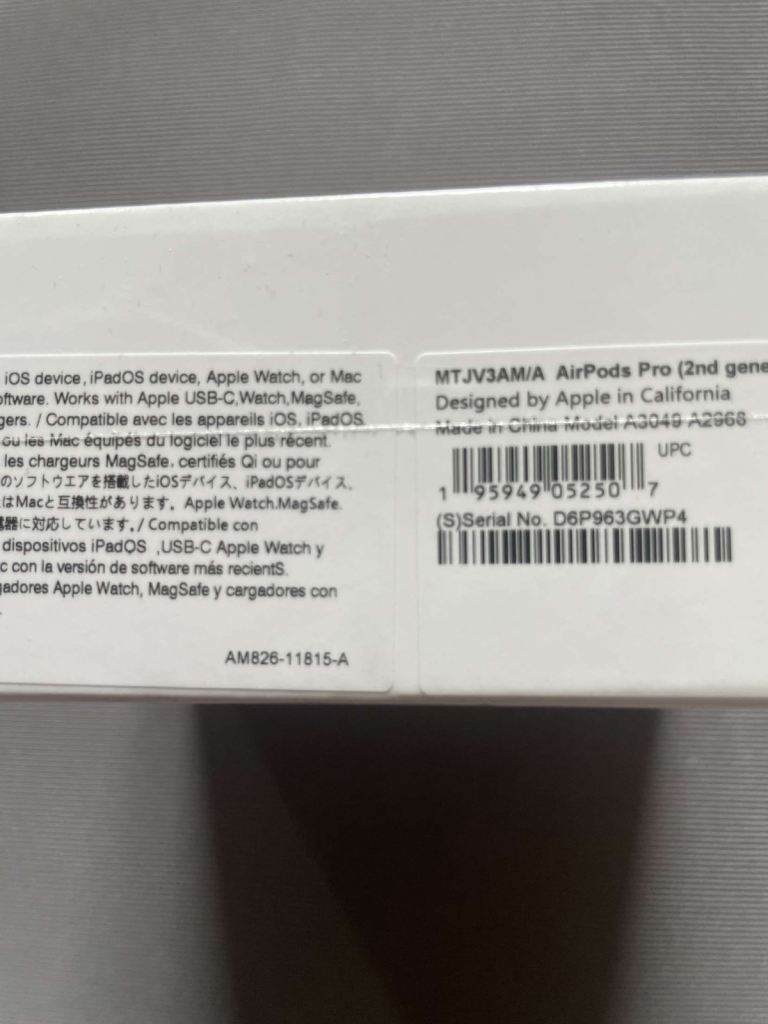 iOS device, iPadOS device, Apple Watch, or Mac
oftware. Works with Apple USB-C,Watch,MagSafe,
gers. / Compatible avec les appareils iOS, iPadOS
ou les Mac équipés du logiciel le plus récent.
les chargeurs MagSafe, certifiés Qi ou pour
のソフトウエアを搭載したiOSデバイス、iPadOSデバイス、
はMacと互換性があります。Apple Watch.MagSafe.
器に対応しています。/ Compatible con
dispositivos iPadOS ,USB-C Apple Watch y
c con la versión de software más recientS.
gadores Apple Watch, MagSafe y cargadores con
AM826-11815-A
MTJV3AM/A AirPods Pro (2nd gene
Designed by Apple in California
Made in China Model A3049 A2968
UPC
1 95949 05250 7
(S)Serial No. D6P963GWP4